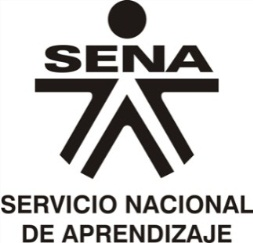 SENA
SERVICIO NACIONAL
DE APRENDIZAJE